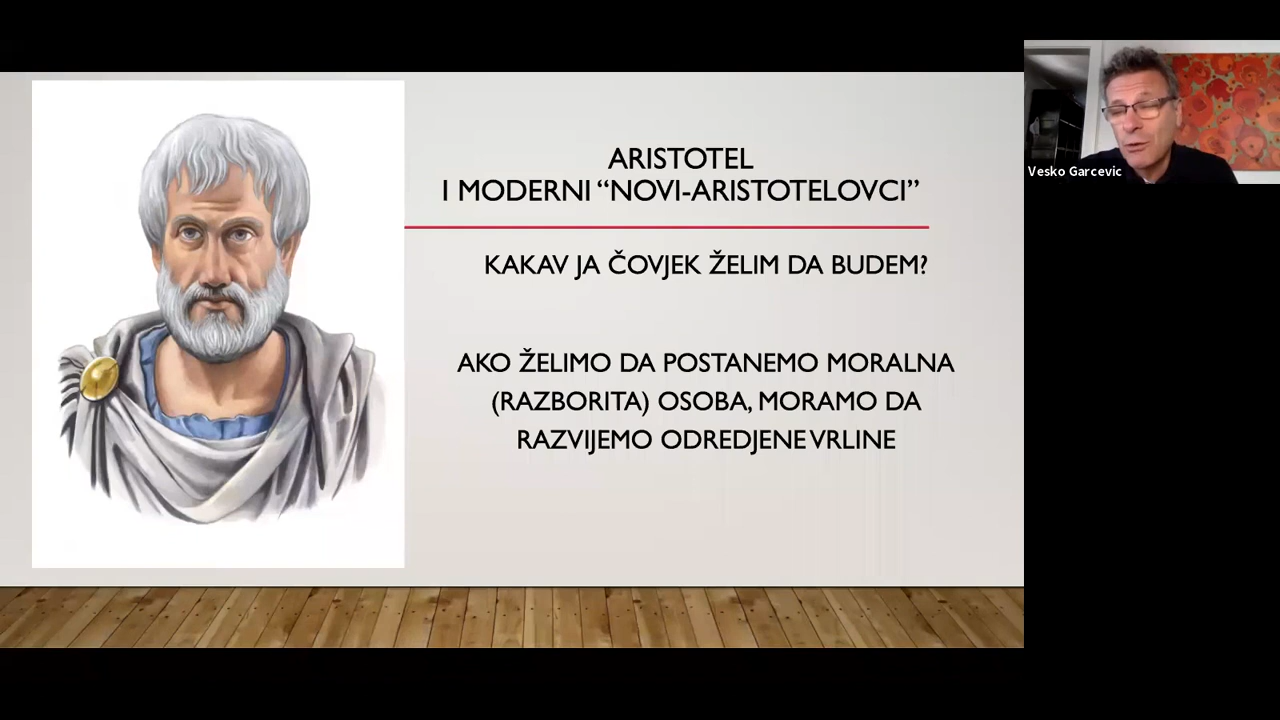 ARISTOTEL
I MODERNI “NOVI-ARISTOTELOVCI”
KAKAV JA ČOVJEK ŽELIM DA BUDEM?
AKO ŽELIMO DA POSTANEMO MORALNA
(RAZBORITA) OSOBA, MORAMO DA
RAZVIJEMO ODREDJENE VRLINE
Vesko Garcevic